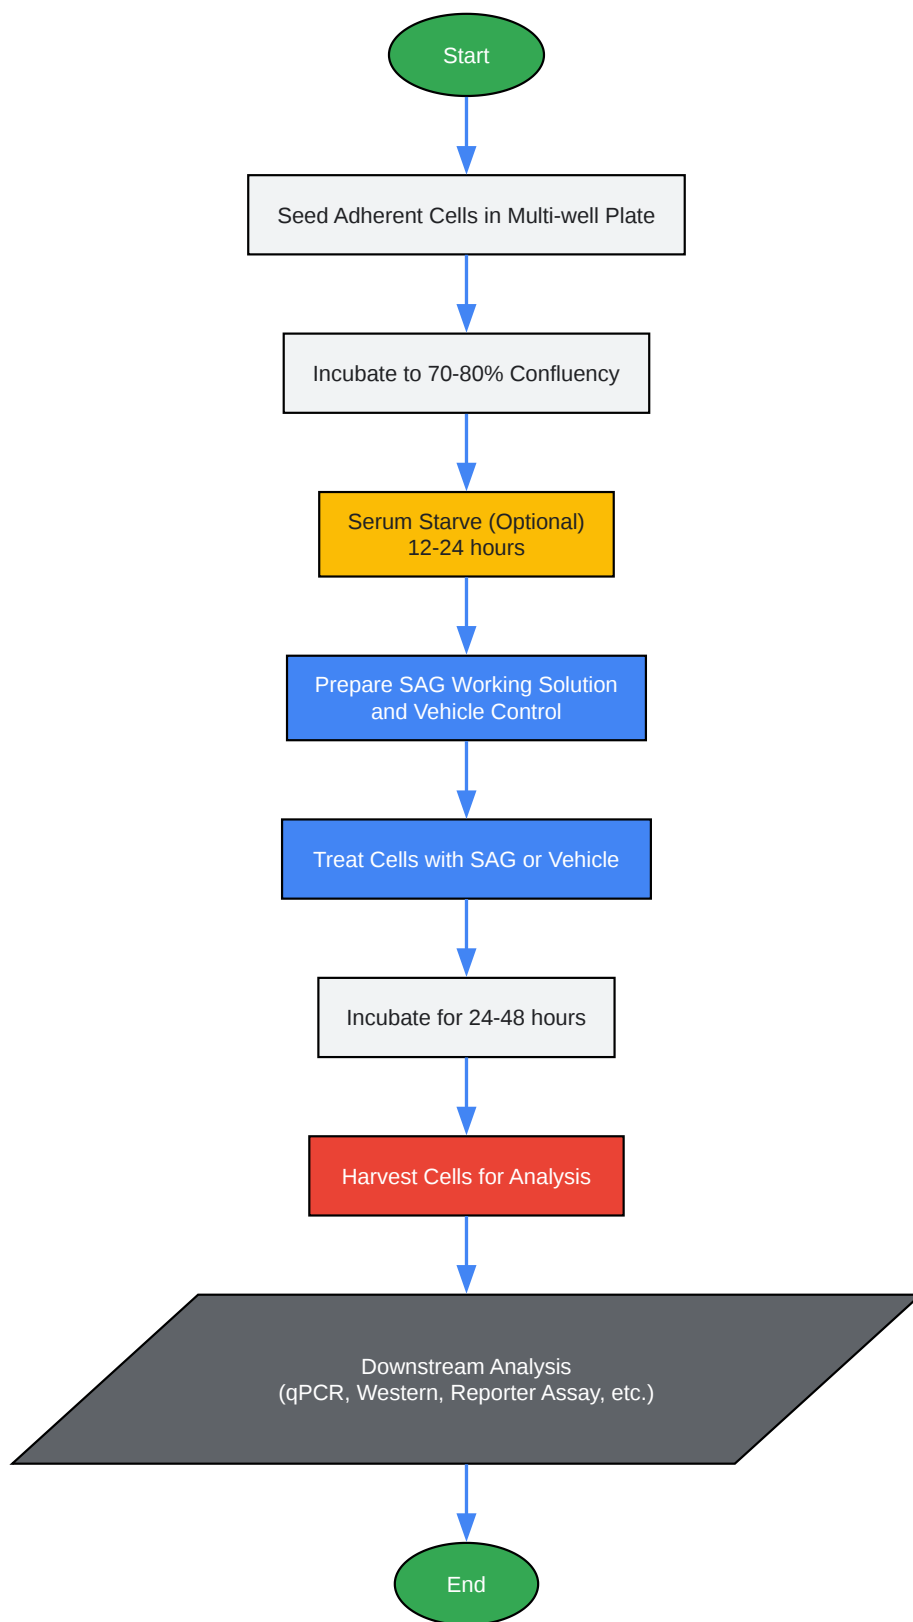 Start
Seed Adherent Cells in Multi-well Plate
Incubate to 70-80% Confluency
Serum Starve (Optional)
12-24 hours
Prepare SAG Working Solution
and Vehicle Control
Treat Cells with SAG or Vehicle
Incubate for 24-48 hours
Harvest Cells for Analysis
Downstream Analysis
(qPCR, Western, Reporter Assay, etc.)
End